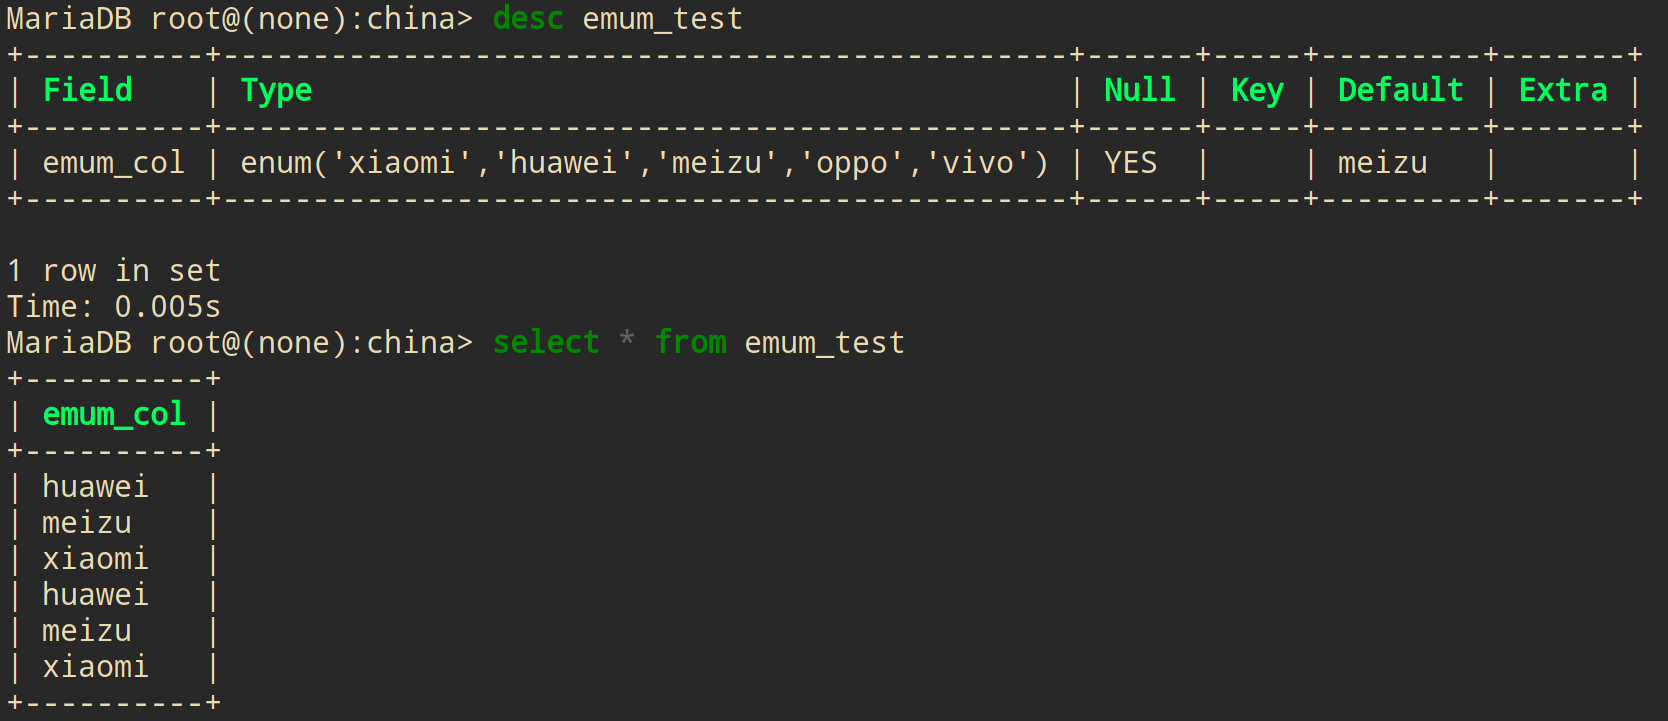 MariaDB root@(none):china> desc emum_test
+----------+-----------------------------------------------+------+-----+---------+-------+
| Field    | Type                                          | Null | Key | Default | Extra |
+----------+-----------------------------------------------+------+-----+---------+-------+
| emum_col | enum('xiaomi','huawei','meizu','oppo','vivo') | YES  |     | meizu   |       |
+----------+-----------------------------------------------+------+-----+---------+-------+
1 row in set
Time: 0.005s
MariaDB root@(none):china> select * from emum_test
+----------+
| emum_col |
+----------+
| huawei   |
| meizu    |
| xiaomi   |
| huawei   |
| meizu    |
| xiaomi   |
+----------+